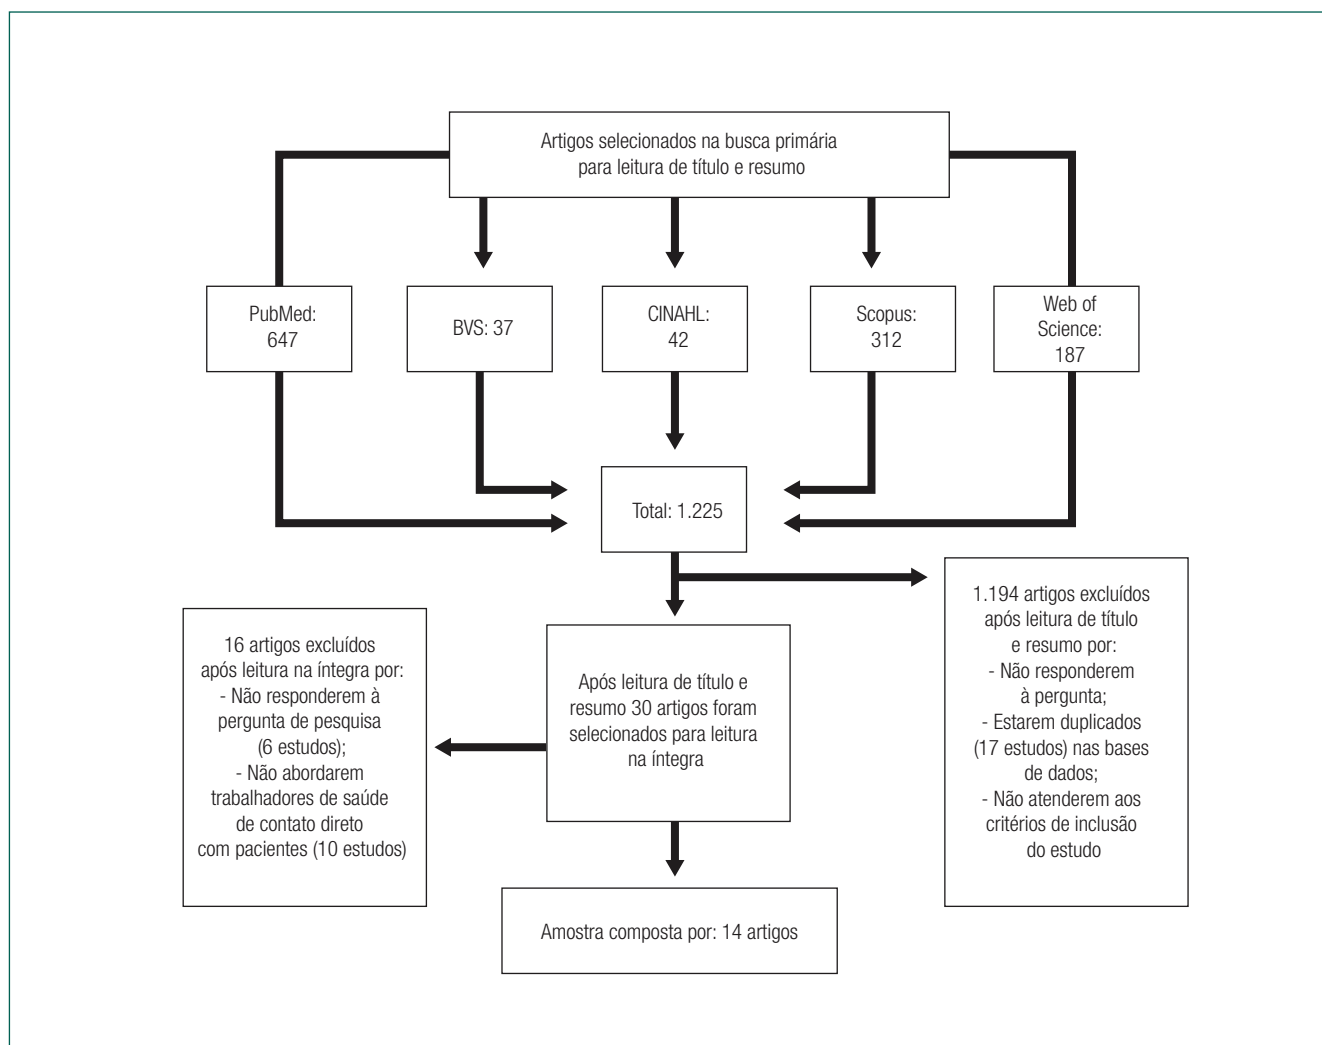 Artigos selecionados na busca primária
para leitura de título e resumo
PubMed:
647
BVS: 37
CINAHL:
42
Scopus:
312
Web of
Science:
187
Total: 1.225
1.194 artigos excluídos
após leitura de título
e resumo por:
- Não responderem
à pergunta;
- Estarem duplicados
(17 estudos) nas bases
de dados;
- Não atenderem aos
critérios de inclusão
do estudo
16 artigos excluídos
após leitura na íntegra por:
- Não responderem à
pergunta de pesquisa
(6 estudos);
- Não abordarem
trabalhadores de saúde
de contato direto
com pacientes (10 estudos)
Após leitura de título e
resumo 30 artigos foram
selecionados para leitura
na íntegra
Amostra composta por: 14 artigos